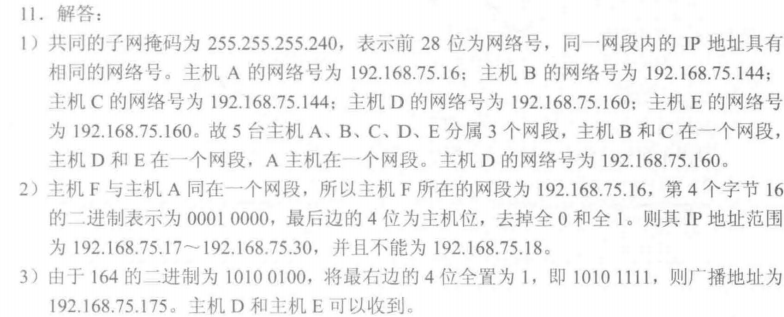 11．解答：
1）共同的子网掩码为 255.255.255.240，表示前 28 位为网络号，同一网段内的 IP 地址具有
相同的网络号。主机 A 的网络号为 192.168.75.16；主机 B 的网络号为 192.168.75.144；
主机 C 的网络号为 192.168.75.144；主机 D 的网络号为 192.168.75.160；主机 E 的网络号
为 192.168.75.160。故 5 台主机 A、B、C、D、E 分属 3 个网段，主机 B 和 C 在一个网段，
主机 D 和 E 在一个网段，A 主机在一个网段。主机 D 的网络号为 192.168.75.160。
2）主机 F 与主机 A 同在一个网段，所以主机 F 所在的网段为 192.168.75.16，第 4 个字节 16
的二进制表示为 0001 0000，最后边的 4 位为主机位，去掉全 0 和全 1。则其 IP 地址范围
为 192.168.75.17～192.168.75.30，并且不能为 192.168.75.18。
3）由于 164 的二进制为 1010 0100，将最右边的 4 位全置为 1，即 1010 1111，则广播地址为
192.168.75.175。主机 D 和主机 E 可以收到。